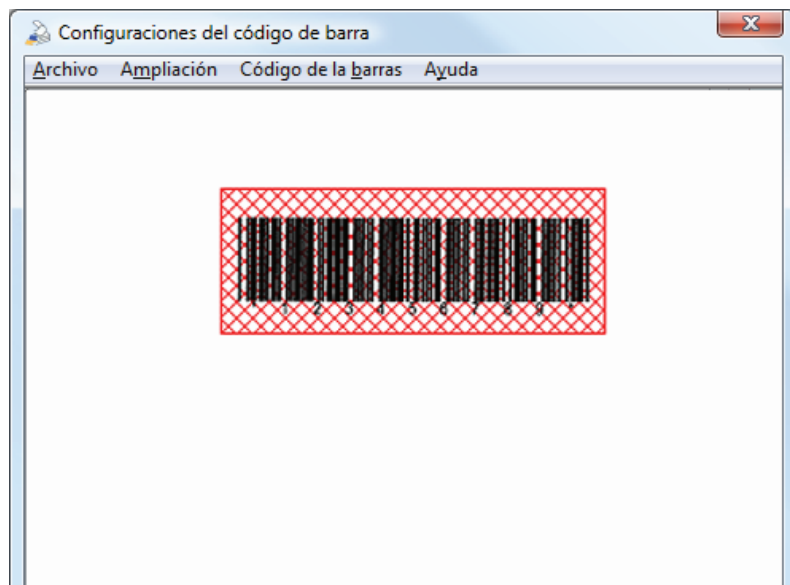 Configuraciones del código de barra
Archivo Ampliación Código de la barras Ayuda
* 1 2 3 4 5 6 7 8 9 *